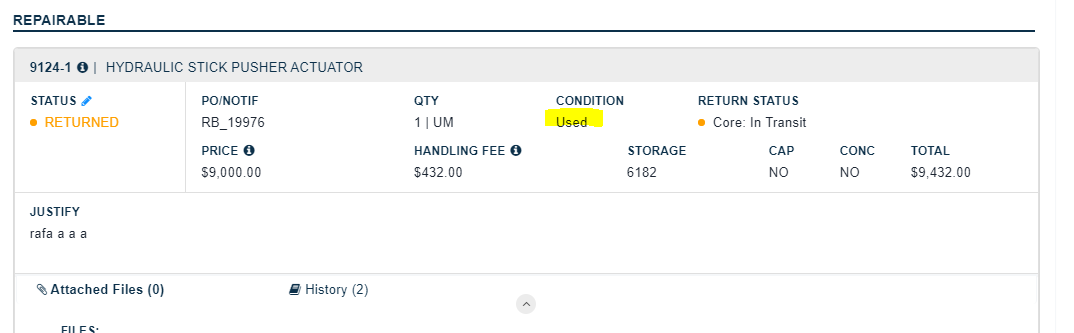 REPAIRABLE
9124-1 | HYDRAULIC STICK PUSHER ACTUATOR
STATUS PO/NOTIF QTY CONDITION RETURN STATUS
RETURNED RB_19976 1 | UM Used Core: In Transit
PRICE HANDLING FEE STORAGE CAP CONC TOTAL
$9,000.00 $432.00 6182 NO NO $9,432.00
JUSTIFY
rafa a a a
Attached Files (0) History (2)
FILES: